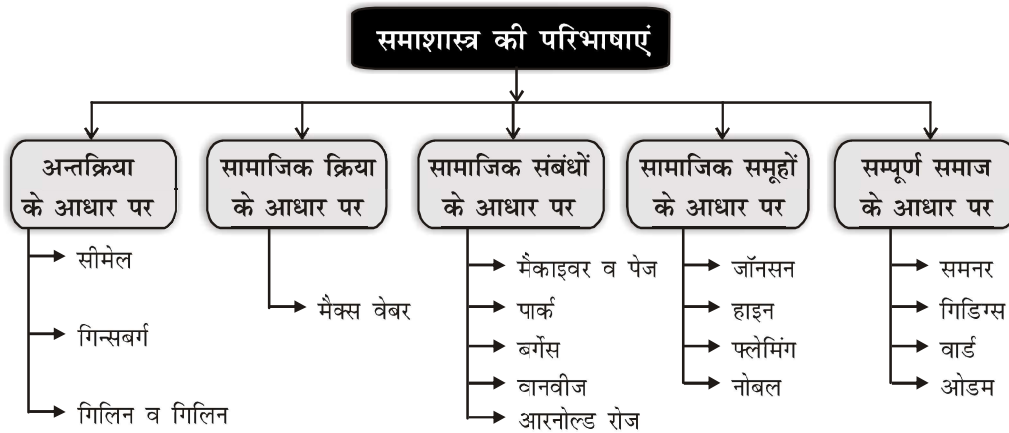 समाशास्त्र की परिभाषाएं
अन्तक्रिया
के आधार पर
सीमेल
गिन्सबर्ग
गिलिन व गिलिन
सामाजिक क्रिया
के आधार पर
मैक्स वेबर
सामाजिक संबंधों
के आधार पर
मैकाइवर व पेज
पार्क
बर्गेस
वानवीज
आरनोल्ड रोज
सामाजिक समूहों
के आधार पर
जॉनसन
हाइन
फ्लेमिंग
नोबल
सम्पूर्ण समाज
के आधार पर
समनर
गिडिग्स
वार्ड
ओडम